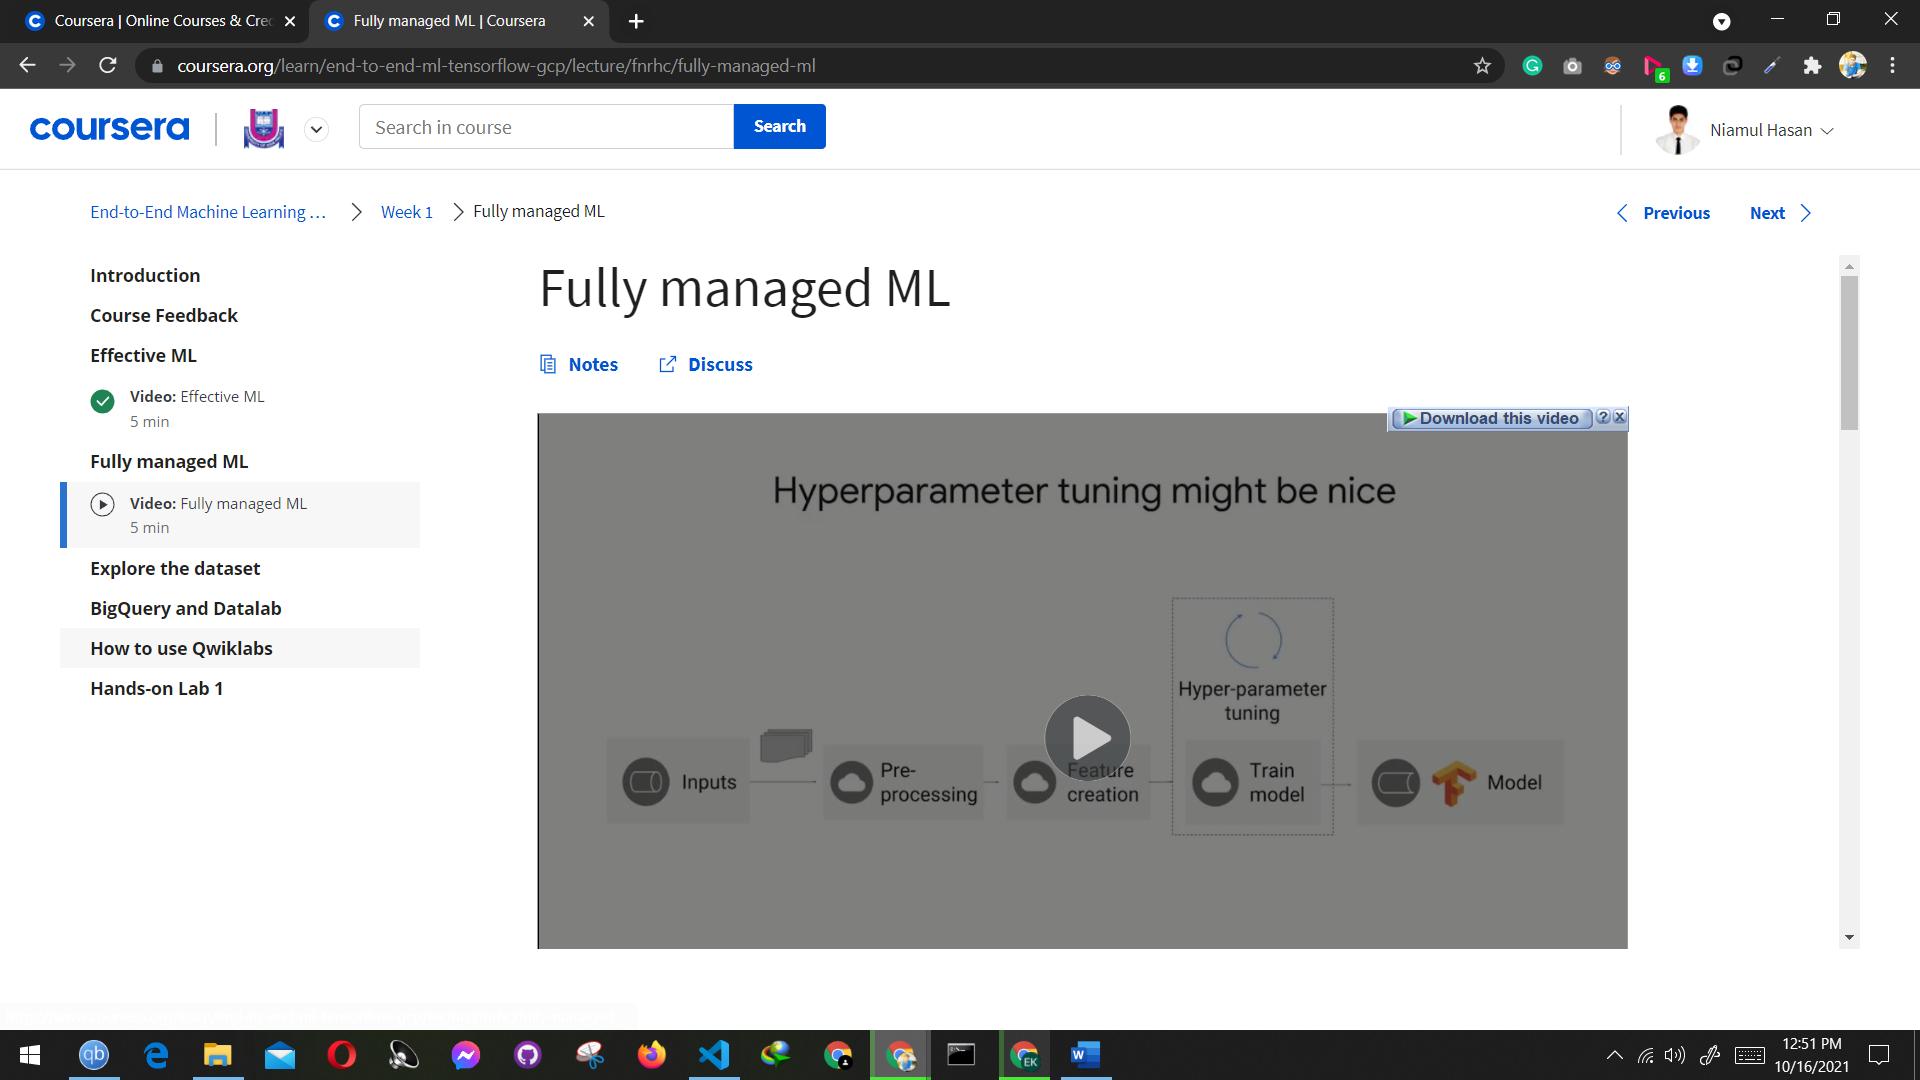 Coursera | Online Courses & Cred
Fully managed ML | Coursera
coursera.org/learn/end-to-end-ml-tensorflow-gcp/lecture/fnrhc/fully-managed-ml
6
coursera
Search in course
Search
Niamul Hasan
End-to-End Machine Learning …
Week 1
Fully managed ML
Previous
Next
Introduction
Course Feedback
Effective ML
Video: Effective ML
5 min
Fully managed ML
Video: Fully managed ML
5 min
Explore the dataset
BigQuery and Datalab
How to use Qwiklabs
Hands-on Lab 1
Fully managed ML
Notes
Discuss
Download this video
Hyperparameter tuning might be nice
Hyper-parameter
tuning
Inputs
Pre-
processing
Feature
creation
Train
model
Model
qb
EK
12:51 PM
10/16/2021